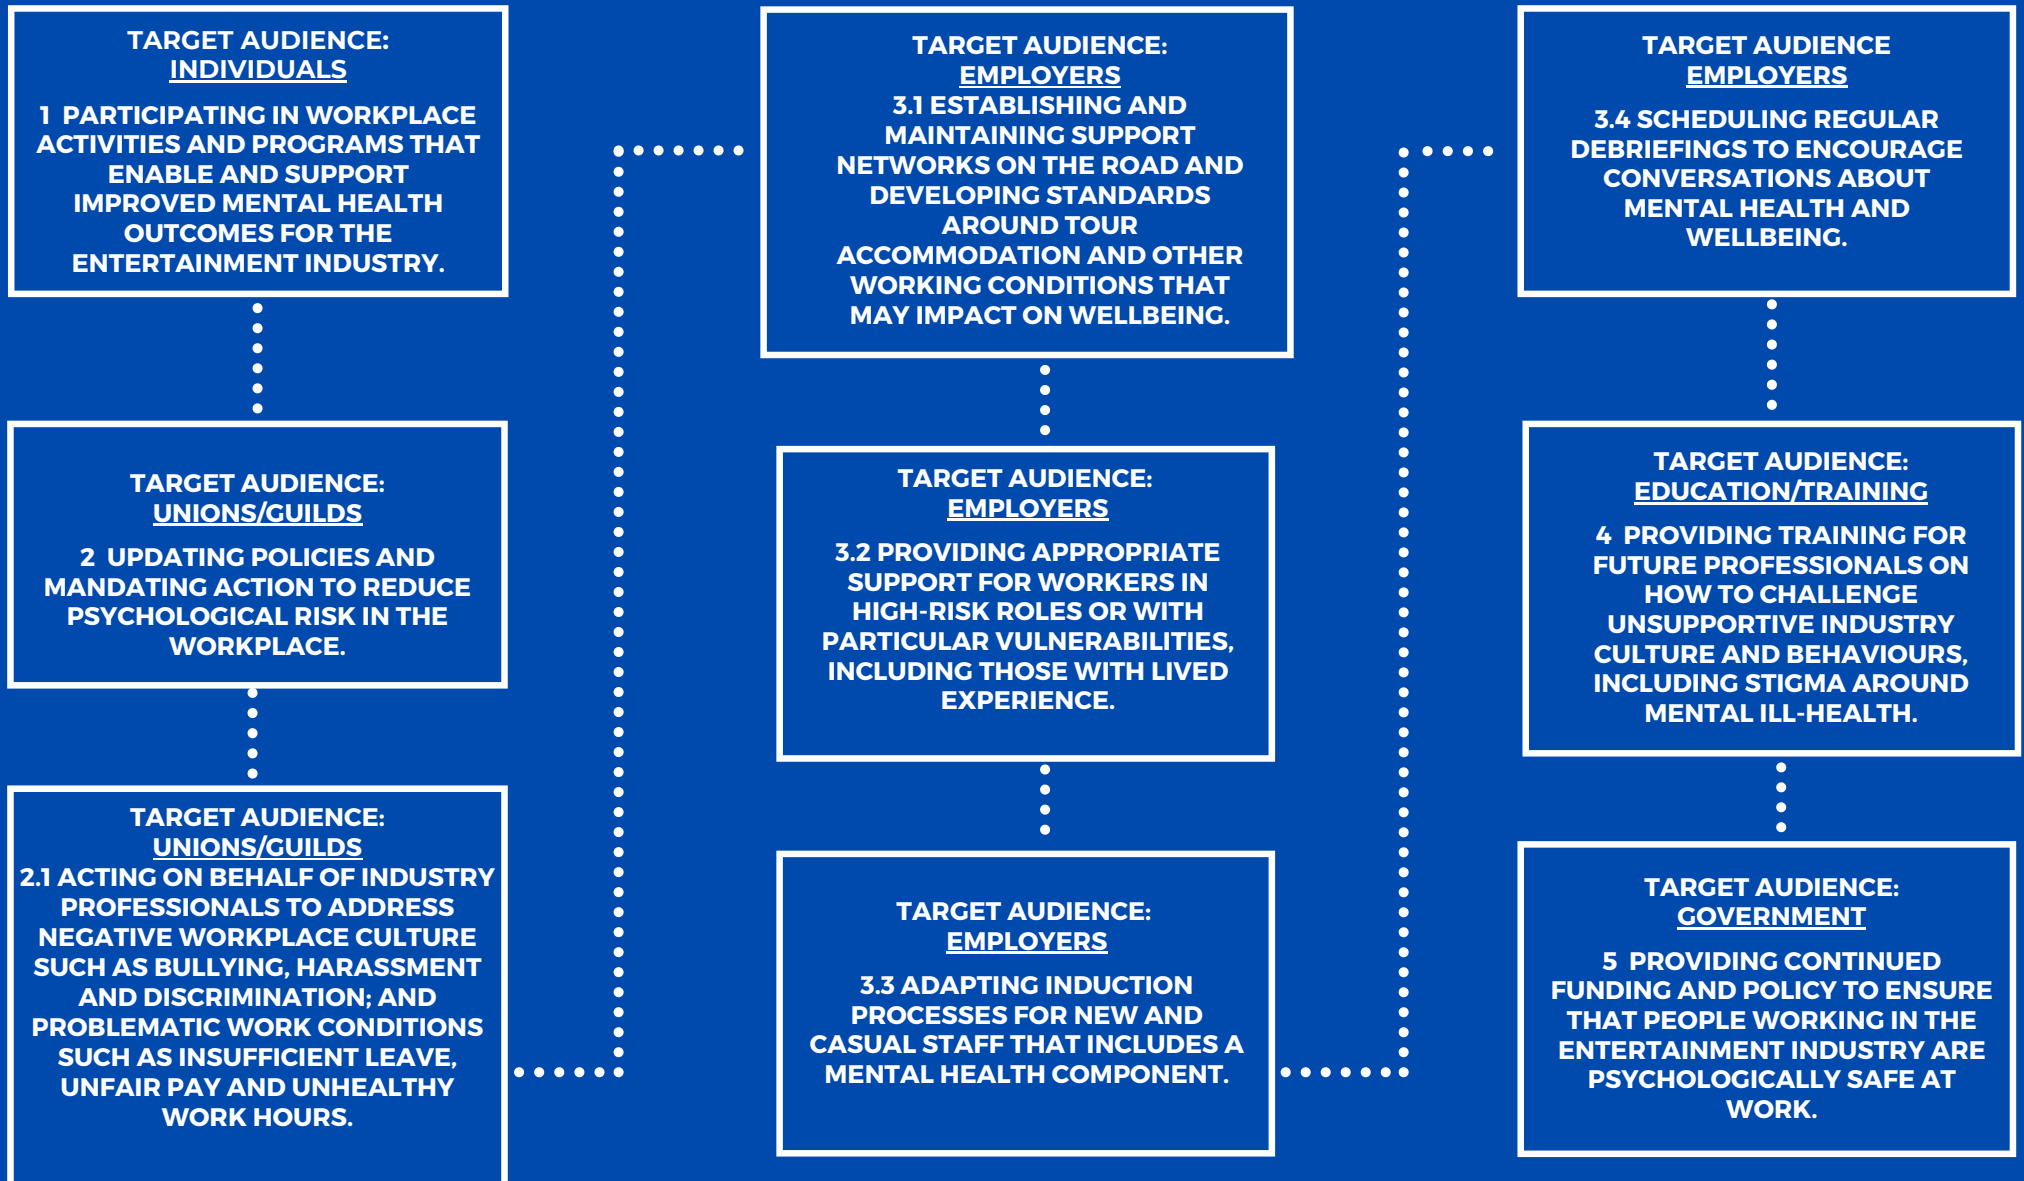 TARGET AUDIENCE:
INDIVIDUALS
1 PARTICIPATING IN WORKPLACE
ACTIVITIES AND PROGRAMS THAT
ENABLE AND SUPPORT
IMPROVED MENTAL HEALTH
OUTCOMES FOR THE
ENTERTAINMENT INDUSTRY.
TARGET AUDIENCE:
UNIONS/GUILDS
2 UPDATING POLICIES AND
MANDATING ACTION TO REDUCE
PSYCHOLOGICAL RISK IN THE
WORKPLACE.
TARGET AUDIENCE:
UNIONS/GUILDS
2.1 ACTING ON BEHALF OF INDUSTRY
PROFESSIONALS TO ADDRESS
NEGATIVE WORKPLACE CULTURE
SUCH AS BULLYING, HARASSMENT
AND DISCRIMINATION; AND
PROBLEMATIC WORK CONDITIONS
SUCH AS INSUFFICIENT LEAVE,
UNFAIR PAY AND UNHEALTHY
WORK HOURS.
TARGET AUDIENCE:
EMPLOYERS
3.1 ESTABLISHING AND
MAINTAINING SUPPORT
NETWORKS ON THE ROAD AND
DEVELOPING STANDARDS
AROUND TOUR
ACCOMMODATION AND OTHER
WORKING CONDITIONS THAT
MAY IMPACT ON WELLBEING.
TARGET AUDIENCE:
EMPLOYERS
3.2 PROVIDING APPROPRIATE
SUPPORT FOR WORKERS IN
HIGH-RISK ROLES OR WITH
PARTICULAR VULNERABILITIES,
INCLUDING THOSE WITH LIVED
EXPERIENCE.
TARGET AUDIENCE:
EMPLOYERS
3.3 ADAPTING INDUCTION
PROCESSES FOR NEW AND
CASUAL STAFF THAT INCLUDES A
MENTAL HEALTH COMPONENT.
TARGET AUDIENCE
EMPLOYERS
3.4 SCHEDULING REGULAR
DEBRIEFINGS TO ENCOURAGE
CONVERSATIONS ABOUT
MENTAL HEALTH AND
WELLBEING.
TARGET AUDIENCE:
EDUCATION/TRAINING
4 PROVIDING TRAINING FOR
FUTURE PROFESSIONALS ON
HOW TO CHALLENGE
UNSUPPORTIVE INDUSTRY
CULTURE AND BEHAVIOURS,
INCLUDING STIGMA AROUND
MENTAL ILL-HEALTH.
TARGET AUDIENCE:
GOVERNMENT
5 PROVIDING CONTINUED
FUNDING AND POLICY TO ENSURE
THAT PEOPLE WORKING IN THE
ENTERTAINMENT INDUSTRY ARE
PSYCHOLOGICALLY SAFE AT
WORK.